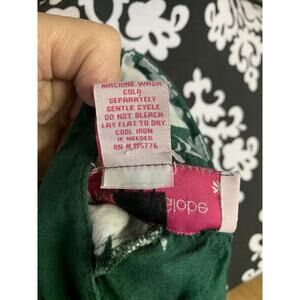 MACHINE WASH
COLD
SEPARATELY
GENTLE CYCLE
DO NOT BLEACH
LAY FLAT TO DRY.
COOL IRON
IF NEEDED
RN #: 115776